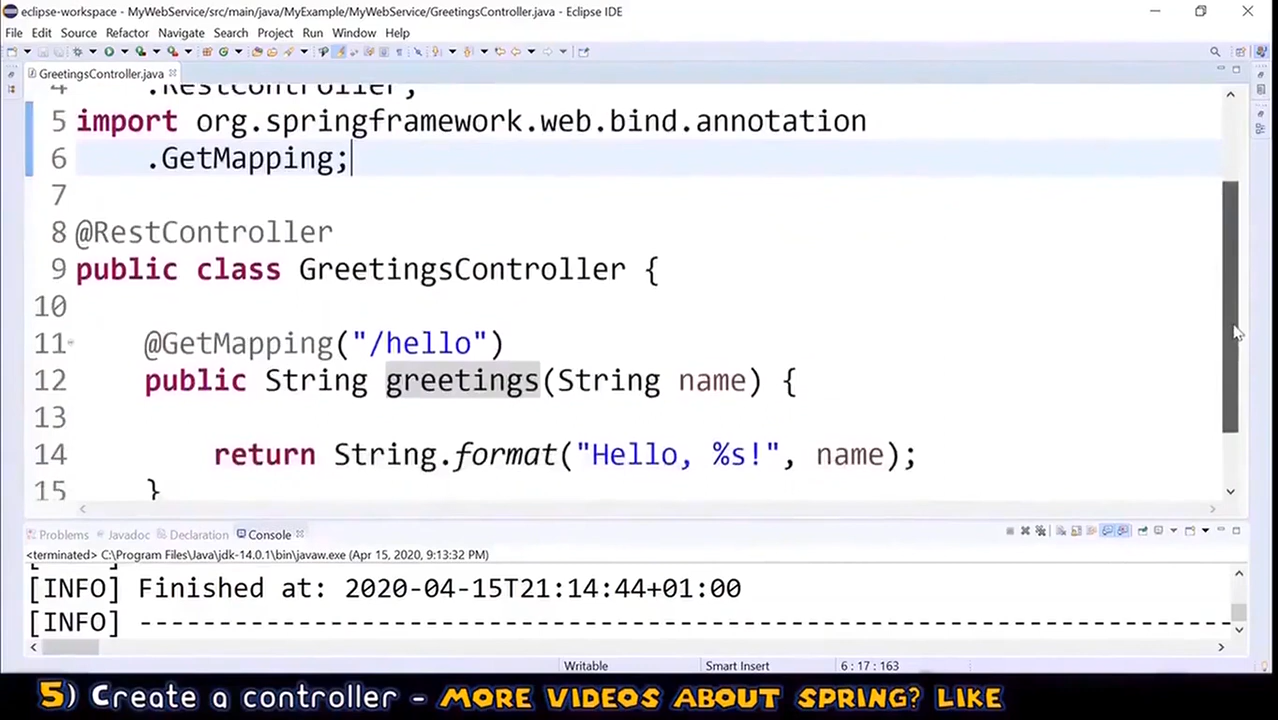 eclipse-workspace - MyWebService/src/main/java/MyExample/MyWebService/GreetingsController.java - Eclipse IDE
File Edit Source Refactor Navigate Search Project Run Window Help
GreetingsController.java
4 .RestController;
5 import org.springframework.web.bind.annotation
6 .GetMapping;
7
8 @RestController
9 public class GreetingsController {
10
11 @GetMapping("/hello")
12 public String greetings(String name) {
13
14 return String.format("Hello, %s!", name);
15 }
Problems Javadoc Declaration Console
<terminated> C:\Program Files\Java\jdk-14.0.1\bin\javaw.exe (Apr 15, 2020, 9:13:32 PM)
[INFO] Finished at: 2020-04-15T21:14:44+01:00
[INFO] ------------------------------------------------------------------------
Writable Smart Insert 6 : 17 : 163
5) Create a controller - MORE VIDEOS ABOUT SPRING? LIKE